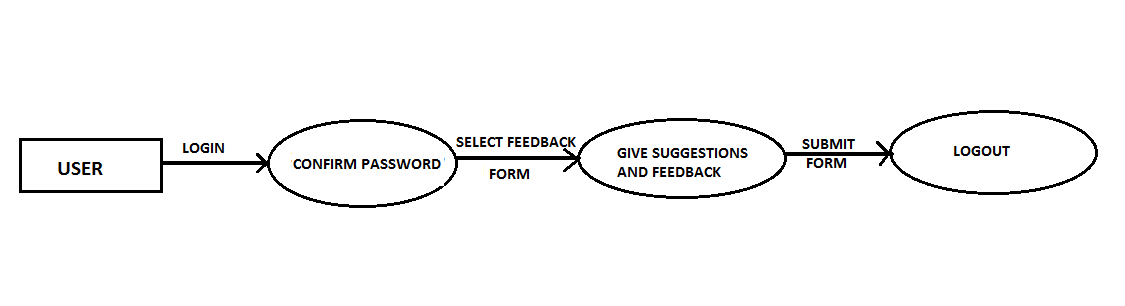 USER
LOGIN
CONFIRM PASSWORD
SELECT FEEDBACK
FORM
GIVE SUGGESTIONS
AND FEEDBACK
SUBMIT
FORM
LOGOUT